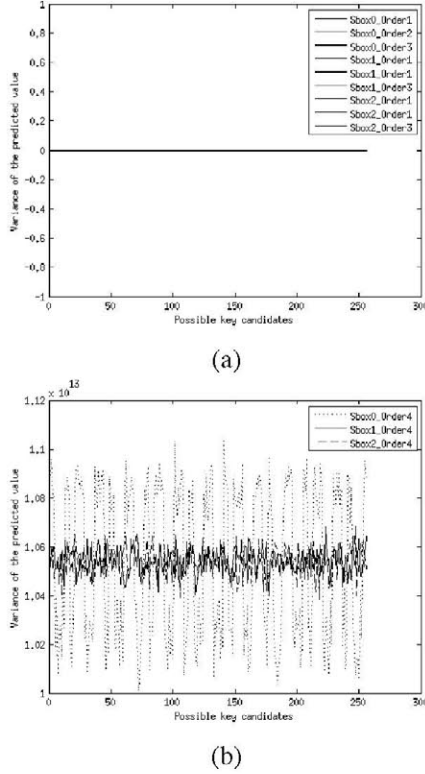 1
0.8
0.6
0.4
0.2
0
-0.2
-0.4
-0.6
-0.8
-1
Variance of the predicted value
Sbox0_Order1
Sbox0_Order2
Sbox0_Order3
Sbox1_Order1
Sbox1_Order1
Sbox1_Order3
Sbox2_Order1
Sbox2_Order1
Sbox2_Order3
0 50 100 150 200 250 300
Possible key candidates
(a)
x 10^13
1.12
1.1
1.08
1.06
1.04
1.02
1
Variance of the predicted value
Sbox0_Order4
Sbox1_Order4
Sbox2_Order4
0 50 100 150 200 250 300
Possible key candidates
(b)